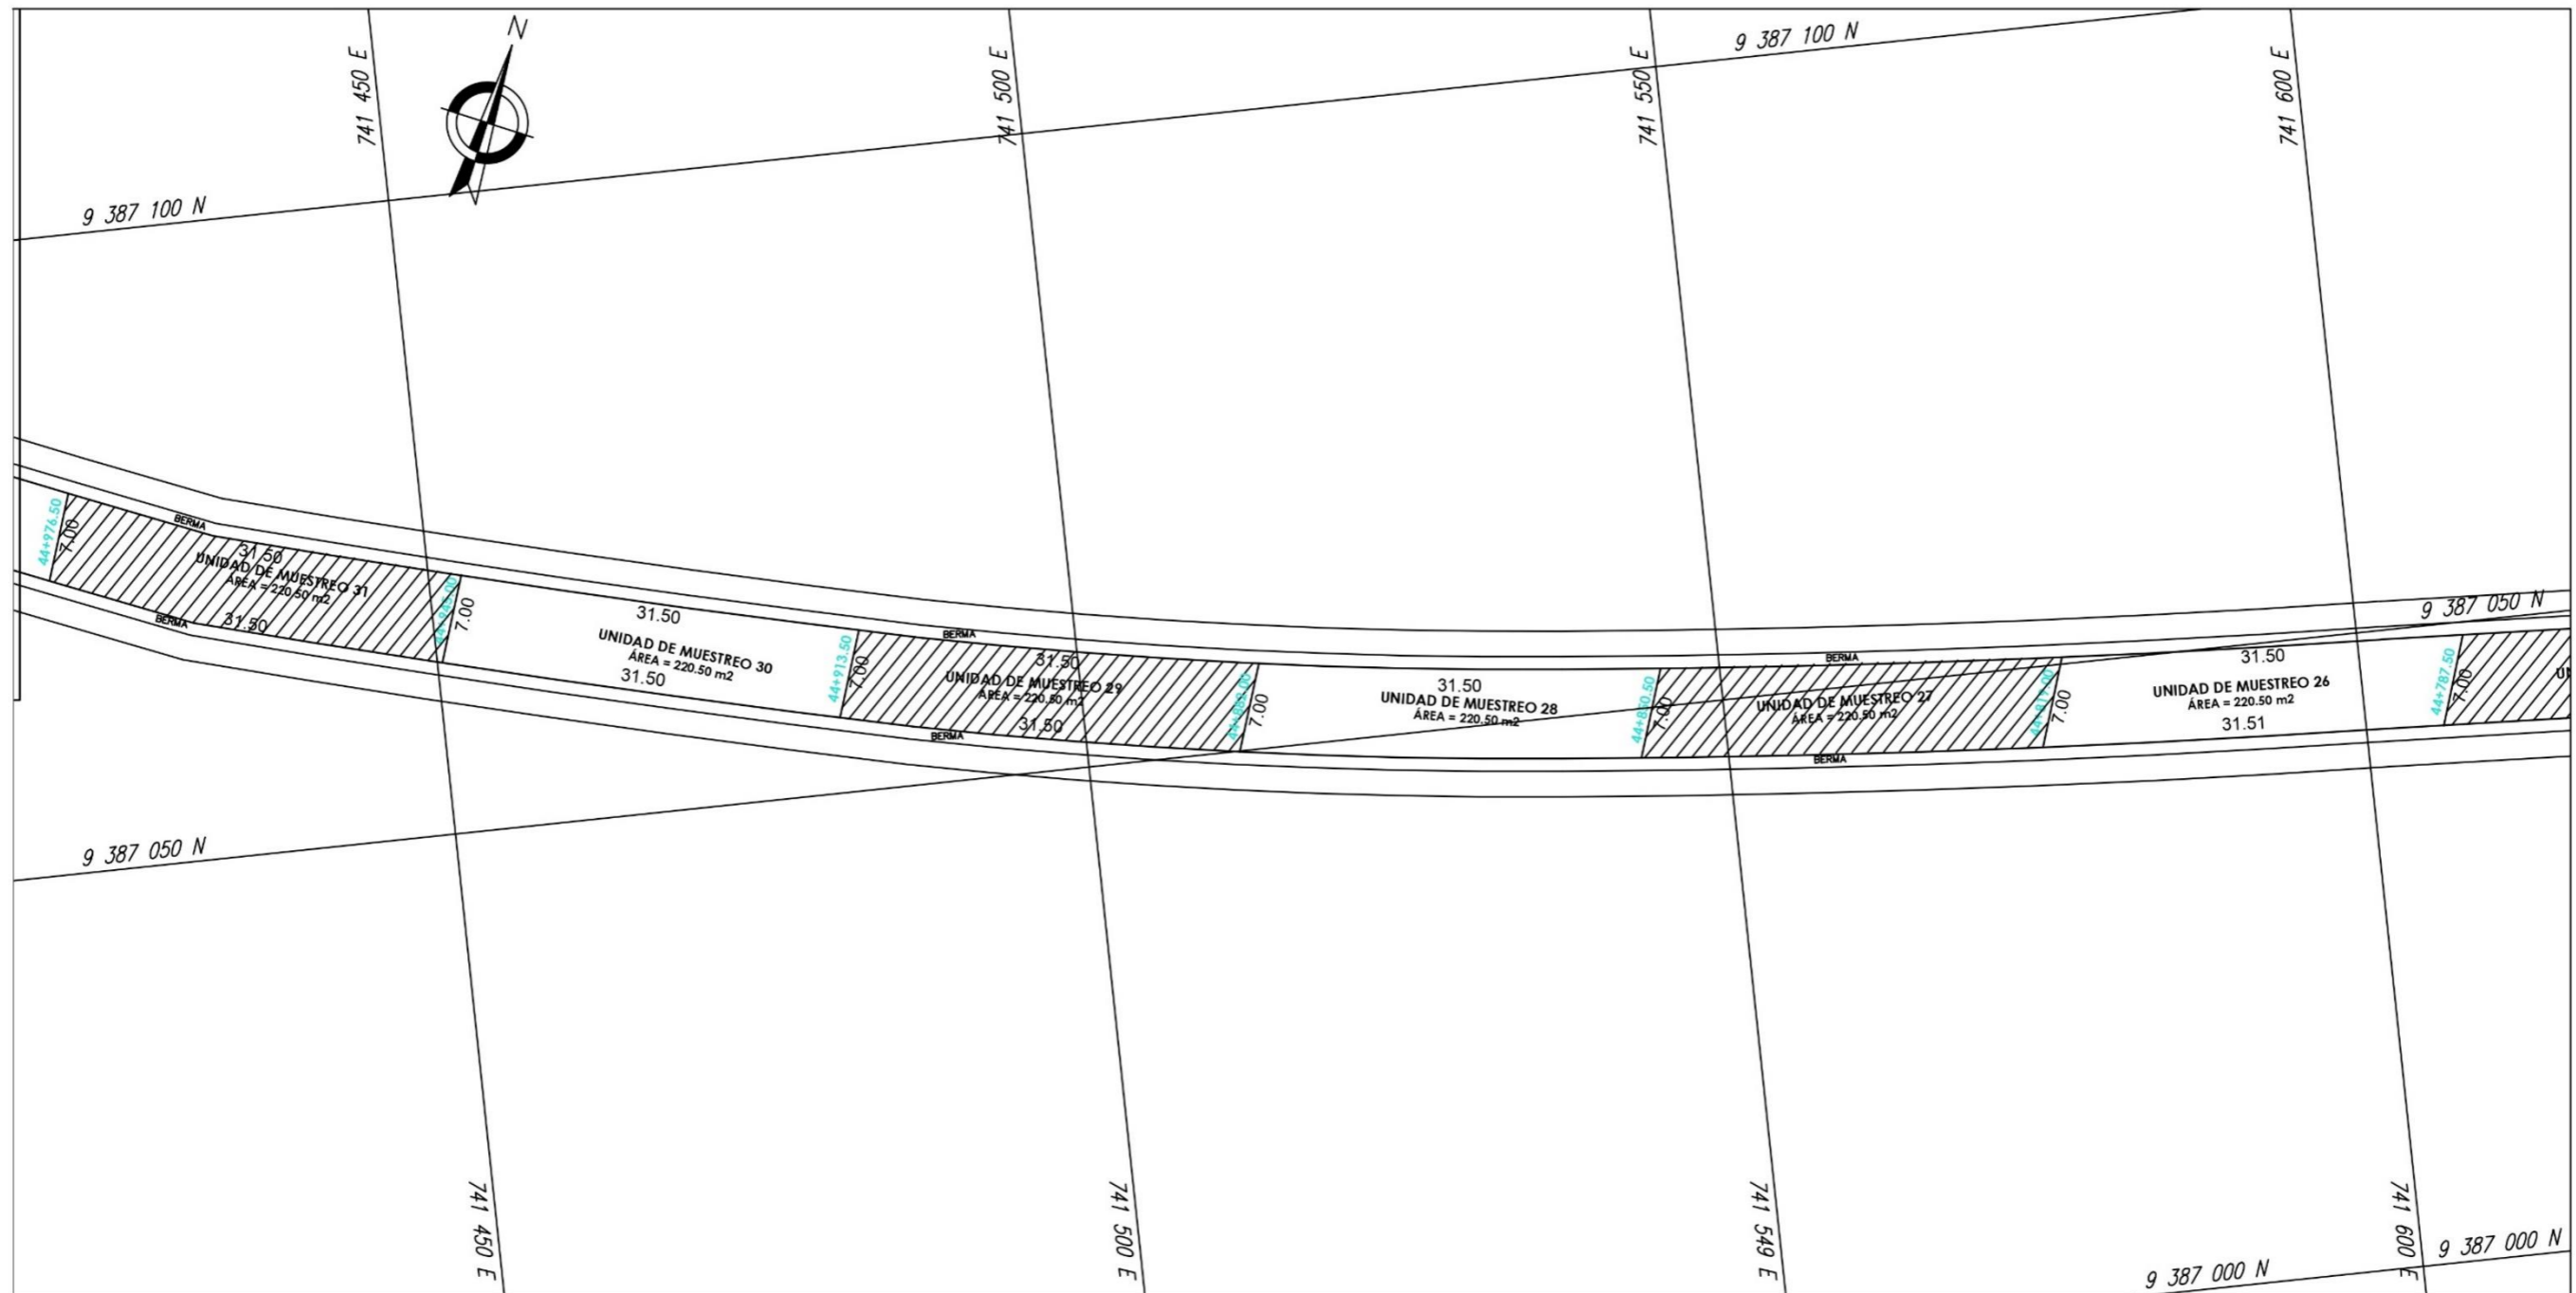 N
741 450 E
741 500 E
741 550 E
741 600 E
9 387 100 N
9 387 100 N
44+976.50
7.00
BERMA
31.50
UNIDAD DE MUESTREO 31
ÁREA = 220.50 m2
31.50
BERMA
44+945.00
7.00
31.50
UNIDAD DE MUESTREO 30
ÁREA = 220.50 m2
31.50
44+913.50
7.00
BERMA
31.50
UNIDAD DE MUESTREO 29
ÁREA = 220.50 m2
31.50
BERMA
7.00
31.50
UNIDAD DE MUESTREO 28
ÁREA = 220.50 m2
44+850.50
7.00
BERMA
UNIDAD DE MUESTREO 27
ÁREA = 220.50 m2
BERMA
7.00
31.50
UNIDAD DE MUESTREO 26
ÁREA = 220.50 m2
31.51
44+787.50
7.00
9 387 050 N
9 387 050 N
741 450 E
741 500 E
741 549 E
741 600 E
9 387 000 N
9 387 000 N